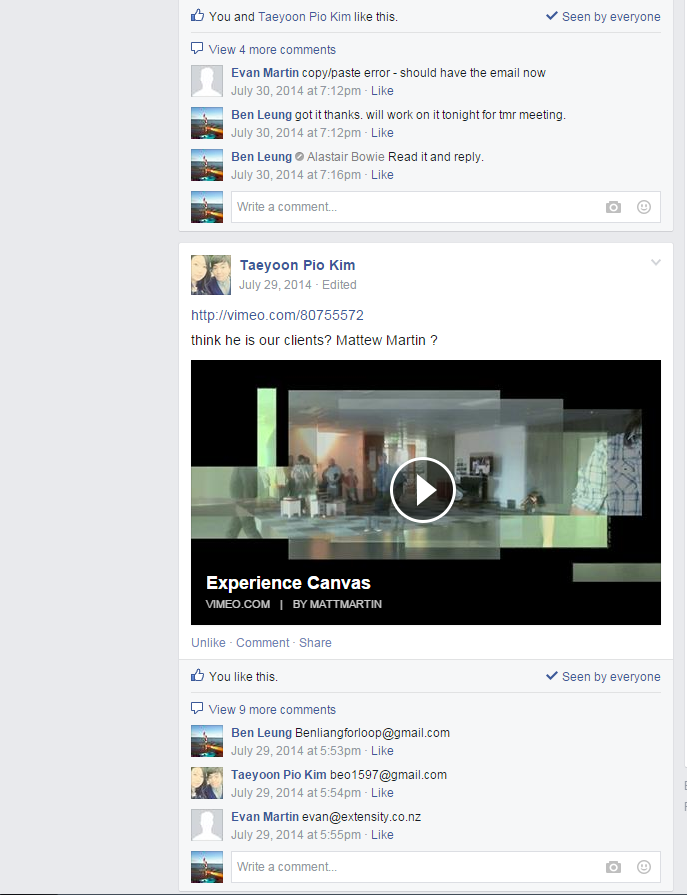 You and Taeyoon Pio Kim like this. Seen by everyone
View 4 more comments
Evan Martin copy/paste error - should have the email now
July 30, 2014 at 7:12pm · Like
Ben Leung got it thanks. will work on it tonight for tmr meeting.
July 30, 2014 at 7:12pm · Like
Ben Leung Alastair Bowie Read it and reply.
July 30, 2014 at 7:16pm · Like
Write a comment...
Taeyoon Pio Kim
July 29, 2014 · Edited
http://vimeo.com/80755572
think he is our clients? Mattew Martin ?
Experience Canvas
VIMEO.COM | BY MATTMARTIN
Unlike · Comment · Share
You like this. Seen by everyone
View 9 more comments
Ben Leung Benliangforloop@gmail.com
July 29, 2014 at 5:53pm · Like
Taeyoon Pio Kim beo1597@gmail.com
July 29, 2014 at 5:54pm · Like
Evan Martin evan@extensity.co.nz
July 29, 2014 at 5:55pm · Like
Write a comment...